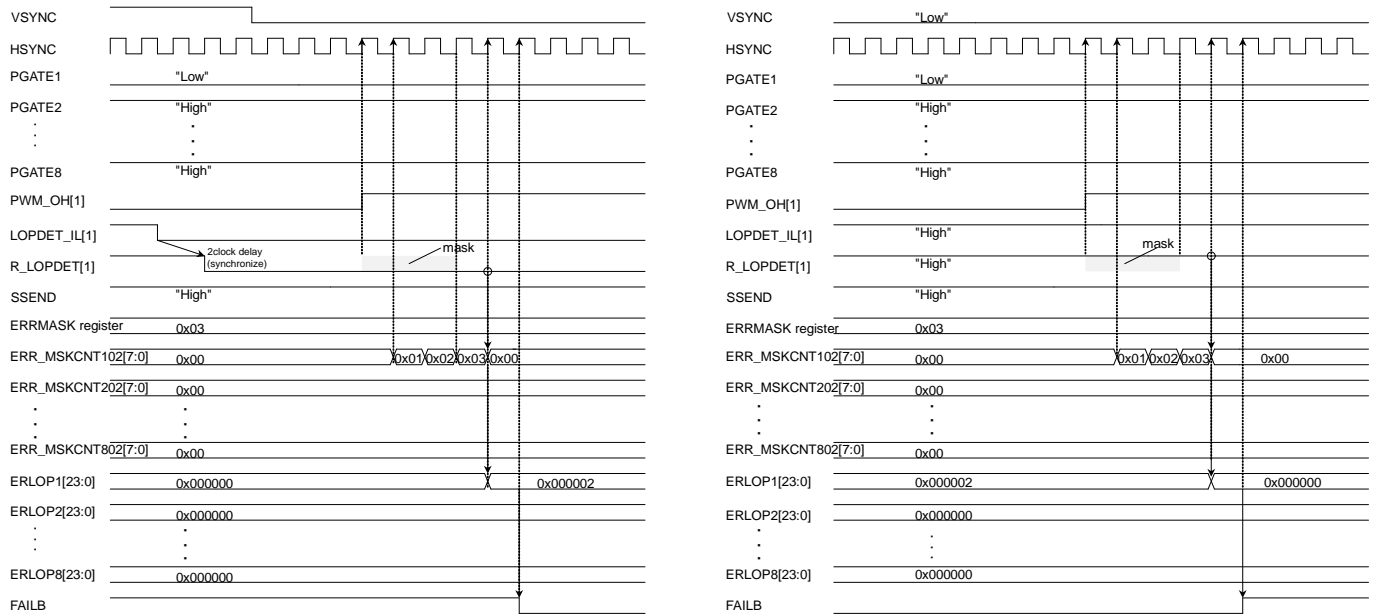 VSYNC
HSYNC
PGATE1 "Low"
PGATE2 "High"
PGATE8 "High"
PWM_OH[1]
LOPDET_IL[1]
2clock delay
(synchronize)
mask
R_LOPDET[1]
SSEND "High"
ERRMASK register 0x03
ERR_MSKCNT102[7:0] 0x00 0x01 0x02 0x03 0x00
ERR_MSKCNT202[7:0] 0x00
ERR_MSKCNT802[7:0] 0x00
ERLOP1[23:0] 0x000000 0x000002
ERLOP2[23:0] 0x000000
ERLOP8[23:0] 0x000000
FAILB
VSYNC "Low"
HSYNC
PGATE1 "Low"
PGATE2 "High"
PGATE8 "High"
PWM_OH[1]
LOPDET_IL[1] "High"
mask
R_LOPDET[1] "High"
SSEND "High"
ERRMASK register 0x03
ERR_MSKCNT102[7:0] 0x00 0x01 0x02 0x03 0x00
ERR_MSKCNT202[7:0] 0x00
ERR_MSKCNT802[7:0] 0x00
ERLOP1[23:0] 0x000002 0x000000
ERLOP2[23:0] 0x000000
ERLOP8[23:0] 0x000000
FAILB